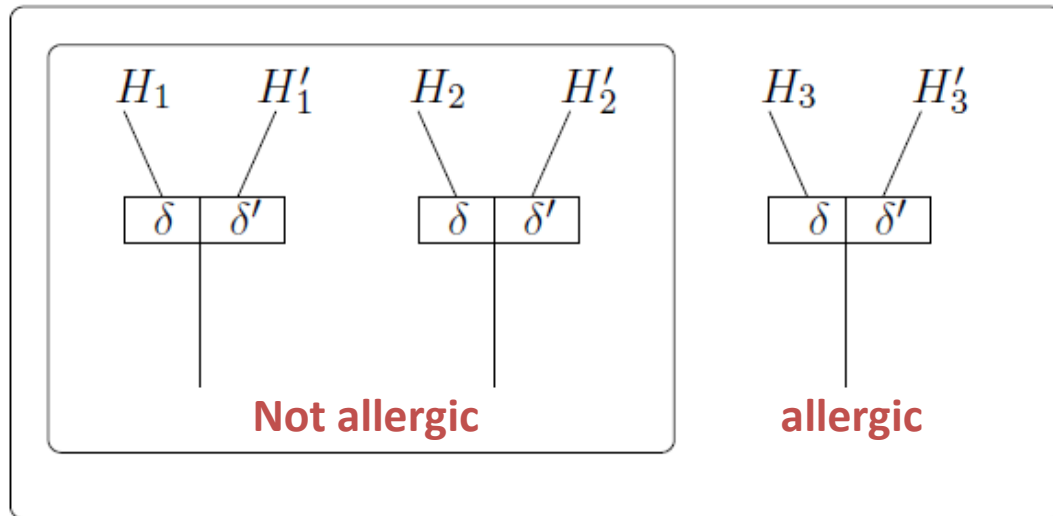 H₁ H′₁ H₂ H′₂ H₃ H′₃
δ δ′ δ δ′ δ δ′
Not allergic allergic